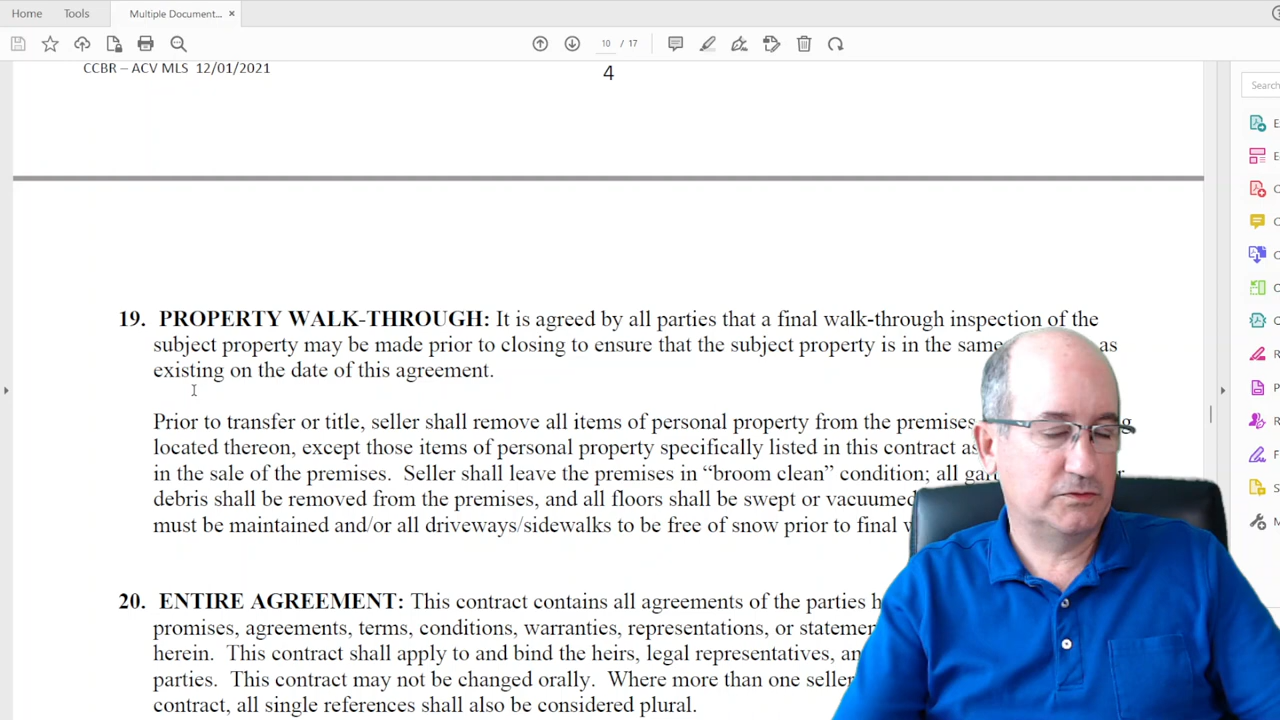 Home Tools Multiple Document... ×
10 / 17
CCBR – ACV MLS 12/01/2021
4
Search
19. PROPERTY WALK-THROUGH: It is agreed by all parties that a final walk-through inspection of the
subject property may be made prior to closing to ensure that the subject property is in the same as
existing on the date of this agreement.
Prior to transfer or title, seller shall remove all items of personal property from the premises
located thereon, except those items of personal property specifically listed in this contract as
in the sale of the premises. Seller shall leave the premises in “broom clean” condition; all
debris shall be removed from the premises, and all floors shall be swept or vacuumed
must be maintained and/or all driveways/sidewalks to be free of snow prior to final
20. ENTIRE AGREEMENT: This contract contains all agreements of the parties
promises, agreements, terms, conditions, warranties, representations, or
herein. This contract shall apply to and bind the heirs, legal representatives,
parties. This contract may not be changed orally. Where more than one seller
contract, all single references shall also be considered plural.